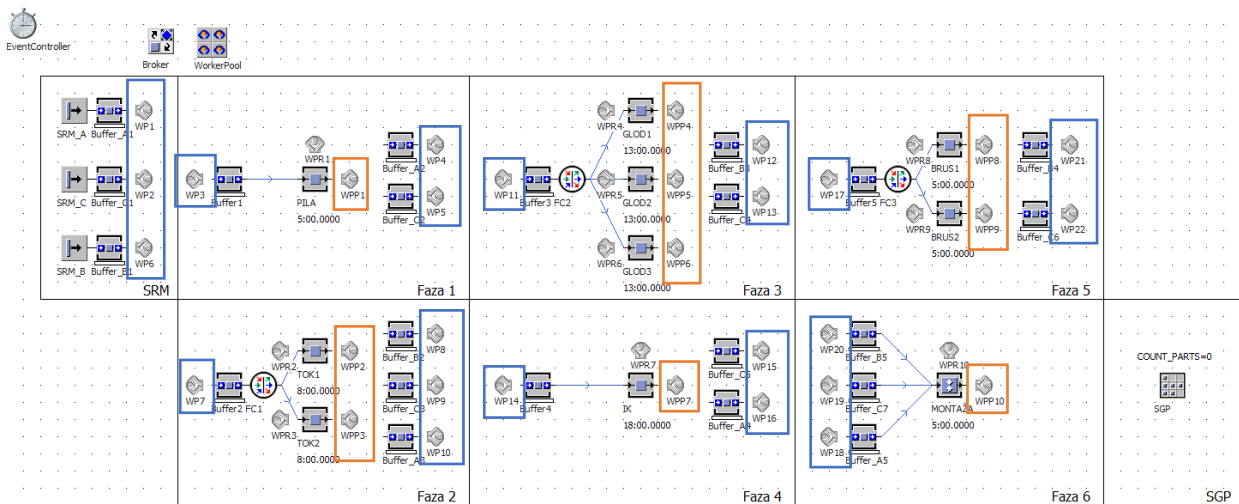 EventController
Broker
WorkerPool
SRM_A
Buffer_A1
WP1
SRM_C
Buffer_C1
WP2
SRM_B
Buffer_B1
WP6
SRM
WP3
Buffer1
WPR1
PILA
5:00.0000
WPP1
Buffer_A2
WP4
Buffer_C2
WP5
Faza 1
WP11
Buffer3
FC2
WPR4
GLOD1
13:00.0000
WPP4
WPR5
GLOD2
13:00.0000
WPP5
WPR6
GLOD3
13:00.0000
WPP6
Buffer_B3
WP12
Buffer_C4
WP13
Faza 3
WP17
Buffer5
FC3
WPR8
BRUS1
5:00.0000
WPP8
WPR9
BRUS2
5:00.0000
WPP9
Buffer_B4
WP21
Buffer_C6
WP22
Faza 5
WP7
Buffer2
FC1
WPR2
TOK1
8:00.0000
WPP2
WPR3
TOK2
8:00.0000
WPP3
Buffer_B2
WP8
Buffer_C3
WP9
Buffer_A3
WP10
Faza 2
WP14
Buffer4
WPR7
IK
18:00.0000
WPP7
Buffer_C5
WP15
Buffer_A4
WP16
Faza 4
WP20
Buffer_B5
WP19
Buffer_C7
WP18
Buffer_A5
WPR10
MONTAZA
5:00.0000
WPP10
Faza 6
COUNT_PARTS=0
SGP
SGP